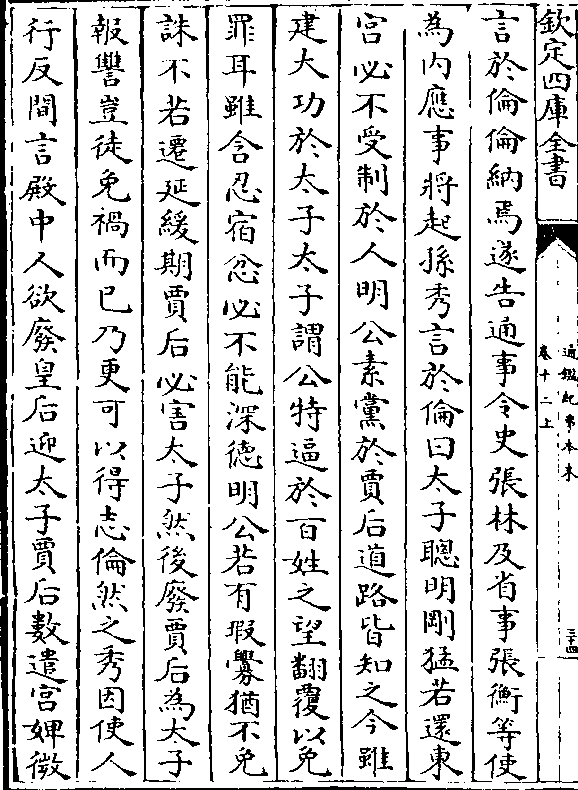 欽定四庫全書
通鑑紀事本末
卷十二上
三十四
言於倫倫納焉遂告通事令史張林及省事張衡等使
為内應事將起孫秀言於倫曰太子聰明剛猛若還東
宫必不受制於人明公素黨於賈后道路皆知之今雖
建大功於太子太子謂公特逼於百姓之望翻覆以免
罪耳雖含忍宿忿必不能深徳明公若有瑕釁猶不免
誅不若遷延緩期賈后必害太子然後廢賈后為太子
報讐豈徒免禍而已乃更可以得志倫然之秀因使人
行反間言殿中人欲廢皇后迎太子賈后數遣宫婢微